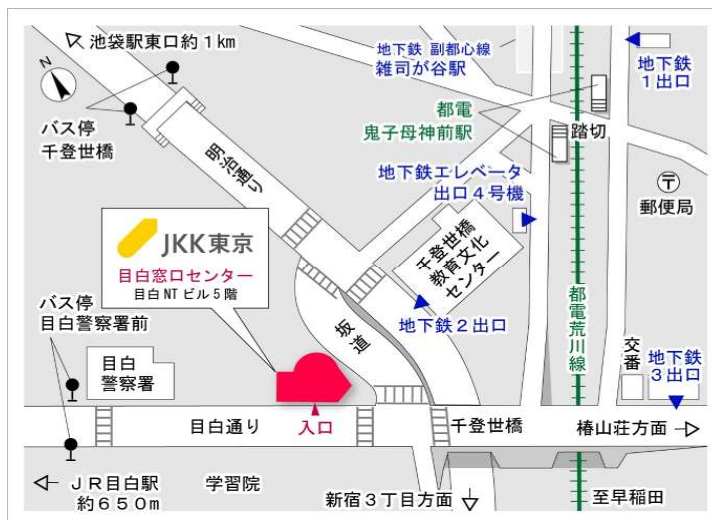 池袋駅東口約１km
N
バス停
千登世橋
明治通り
地下鉄 副都心線
雑司が谷駅
都電
鬼子母神前駅
踏切
地下鉄
１出口
地下鉄エレベータ
出口４号機
郵便局
千登世橋
教育文化
センター
地下鉄２出口
JKK東京
目白窓口センター
目白NTビル５階
坂道
都電荒川線
バス停
目白警察署前
目白
警察署
交番
地下鉄
３出口
目白通り
入口
千登世橋
椿山荘方面
ＪＲ目白駅
約６５０ｍ
学習院
新宿３丁目方面
至早稲田